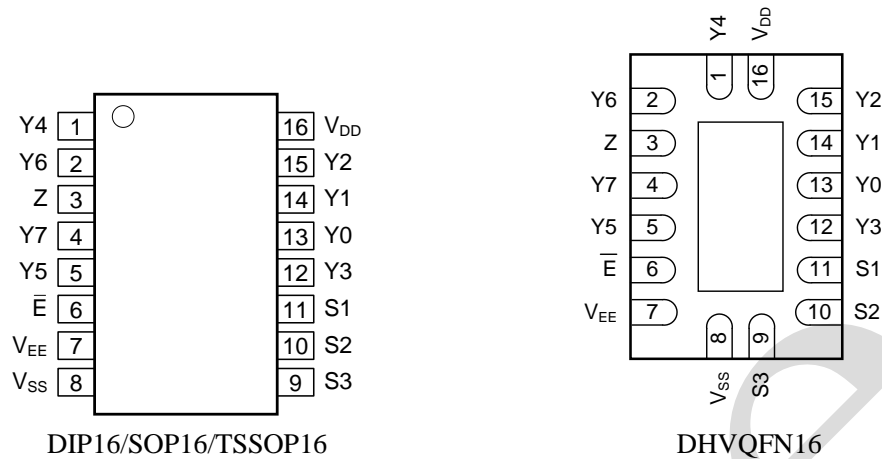 Y4 1 16 VDD
Y6 2 15 Y2
Z 3 14 Y1
Y7 4 13 Y0
Y5 5 12 Y3
E̅ 6 11 S1
VEE 7 10 S2
VSS 8 9 S3
DIP16/SOP16/TSSOP16
Y4 VDD
1 16
Y6 2 15 Y2
Z 3 14 Y1
Y7 4 13 Y0
Y5 5 12 Y3
E̅ 6 11 S1
VEE 7 10 S2
8 9
VSS S3
DHVQFN16